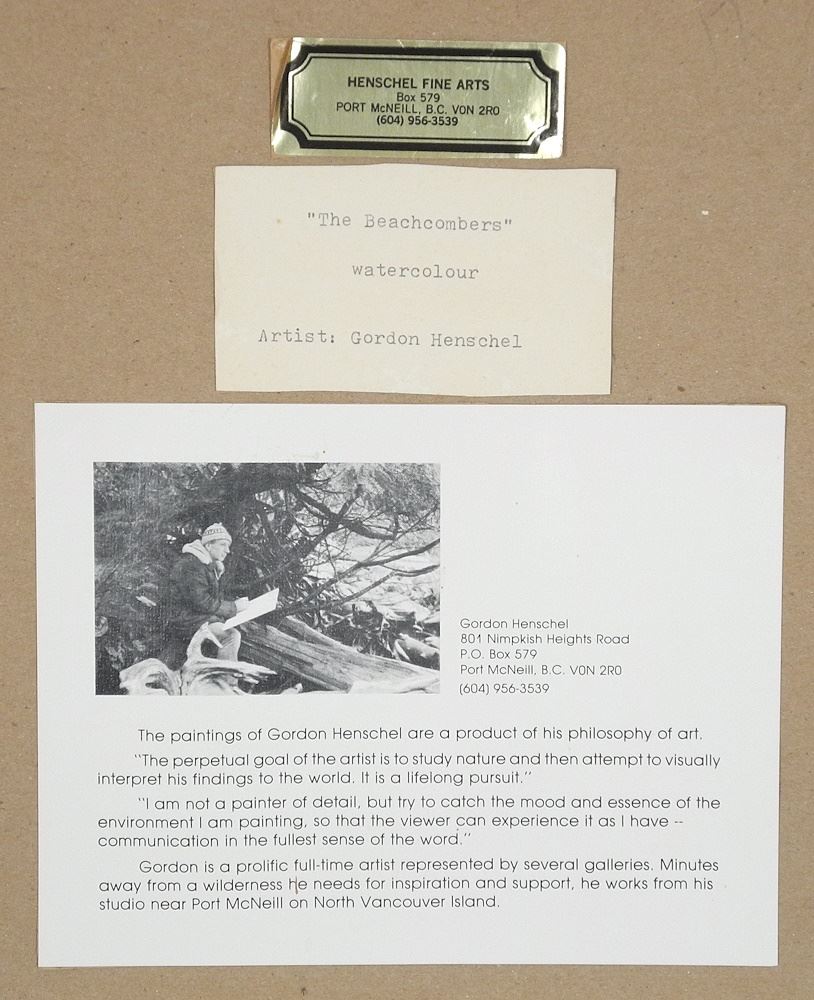 HENSCHEL FINE ARTS
Box 579
PORT McNEILL, B.C. V0N 2R0
(604) 956-3539
"The Beachcombers"
watercolour
Artist: Gordon Henschel
Gordon Henschel
801 Nimpkish Heights Road
P.O. Box 579
Port McNeill, B.C. V0N 2R0
(604) 956-3539
The paintings of Gordon Henschel are a product of his philosophy of art.
"The perpetual goal of the artist is to study nature and then attempt to visually
interpret his findings to the world. It is a lifelong pursuit."
"I am not a painter of detail, but try to catch the mood and essence of the
environment I am painting, so that the viewer can experience it as I have --
communication in the fullest sense of the word."
Gordon is a prolific full-time artist represented by several galleries. Minutes
away from a wilderness he needs for inspiration and support, he works from his
studio near Port McNeill on North Vancouver Island.